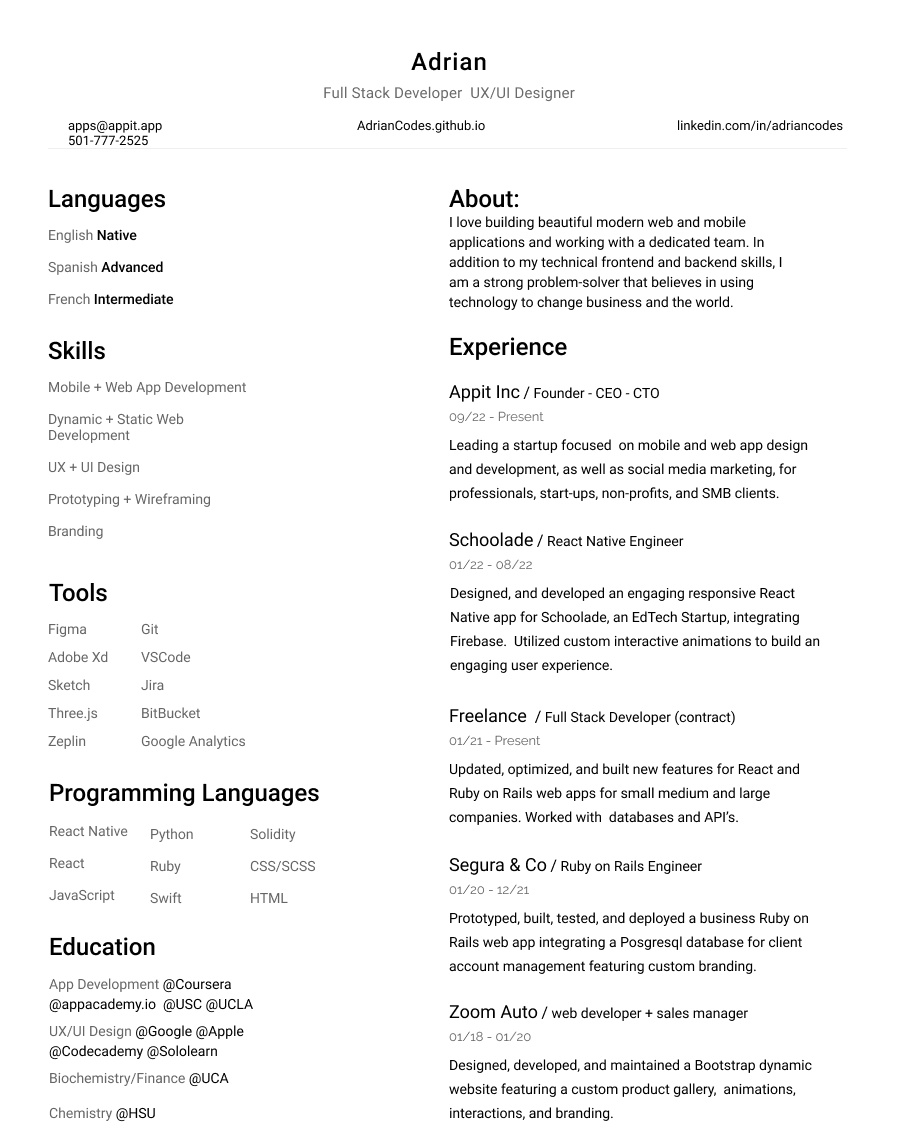 Adrian
Full Stack Developer  UX/UI Designer
apps@appit.app
501-777-2525
AdrianCodes.github.io
linkedin.com/in/adriancodes
Languages
English Native
Spanish Advanced
French Intermediate
Skills
Mobile + Web App Development
Dynamic + Static Web
Development
UX + UI Design
Prototyping + Wireframing
Branding
Tools
Figma Git
Adobe Xd VSCode
Sketch Jira
Three.js BitBucket
Zeplin Google Analytics
Programming Languages
React Native Python Solidity
React Ruby CSS/SCSS
JavaScript Swift HTML
Education
App Development @Coursera
@appacademy.io  @USC @UCLA
UX/UI Design @Google @Apple
@Codecademy @Sololearn
Biochemistry/Finance @UCA
Chemistry @HSU
About:
I love building beautiful modern web and mobile
applications and working with a dedicated team. In
addition to my technical frontend and backend skills, I
am a strong problem-solver that believes in using
technology to change business and the world.
Experience
Appit Inc / Founder - CEO - CTO
09/22 - Present
Leading a startup focused  on mobile and web app design
and development, as well as social media marketing, for
professionals, start-ups, non-profits, and SMB clients.
Schoolade / React Native Engineer
01/22 - 08/22
Designed, and developed an engaging responsive React
Native app for Schoolade, an EdTech Startup, integrating
Firebase.  Utilized custom interactive animations to build an
engaging user experience.
Freelance  / Full Stack Developer (contract)
01/21 - Present
Updated, optimized, and built new features for React and
Ruby on Rails web apps for small medium and large
companies. Worked with  databases and API's.
Segura & Co / Ruby on Rails Engineer
01/20 - 12/21
Prototyped, built, tested, and deployed a business Ruby on
Rails web app integrating a Posgresql database for client
account management featuring custom branding.
Zoom Auto / web developer + sales manager
01/18 - 01/20
Designed, developed, and maintained a Bootstrap dynamic
website featuring a custom product gallery,  animations,
interactions, and branding.